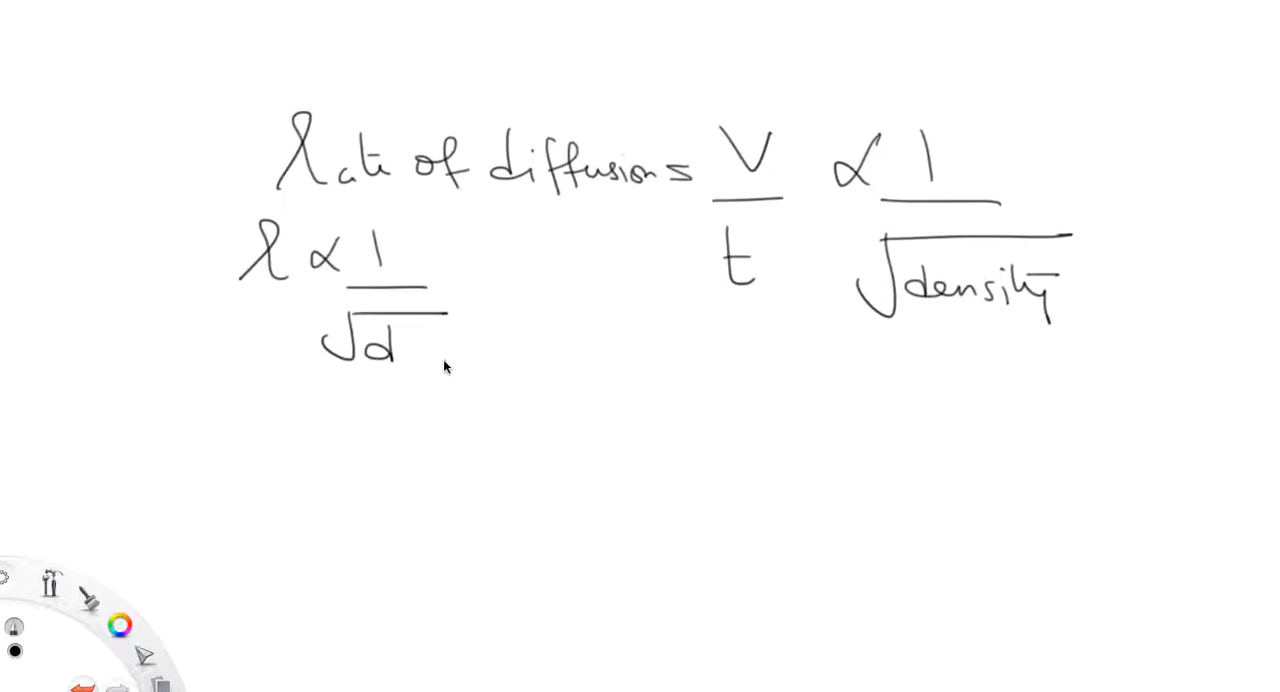 Rate of diffusion = V/t ∝ 1/√density
r ∝ 1/√d